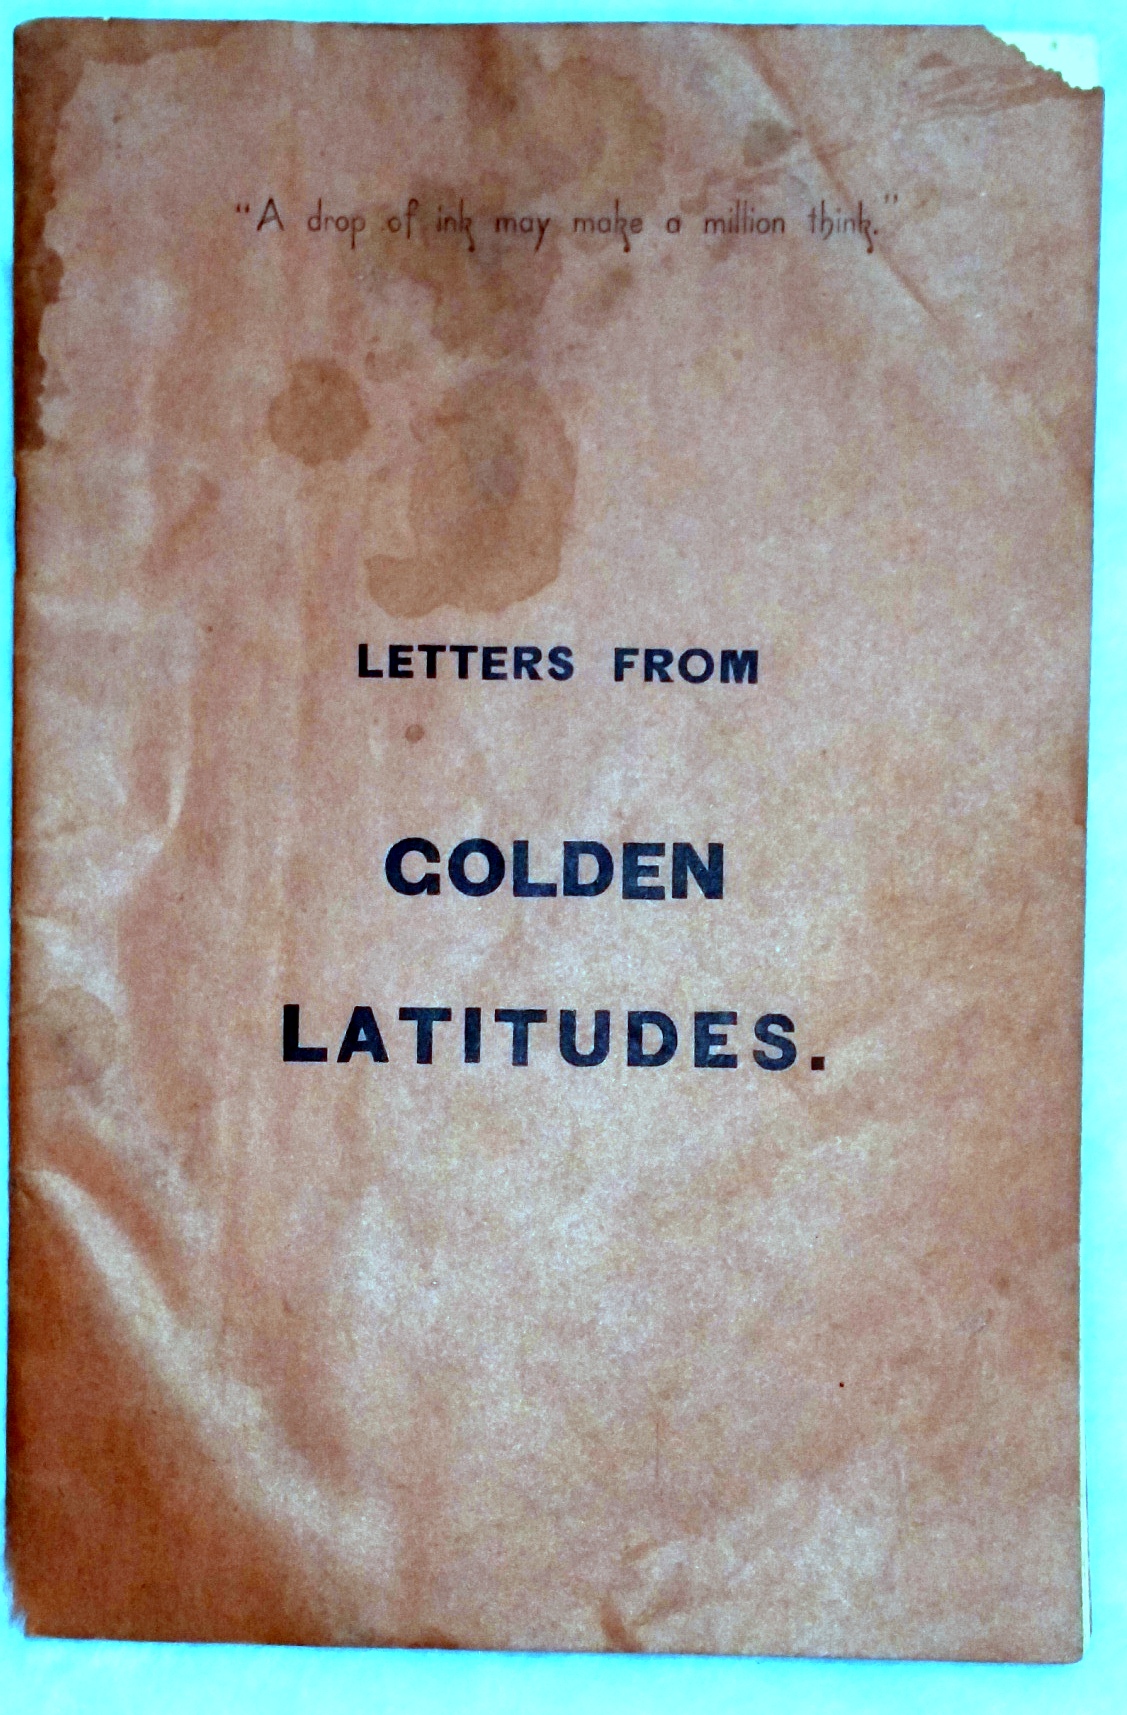 “A drop of ink may make a million think.”
LETTERS FROM
GOLDEN
LATITUDES.